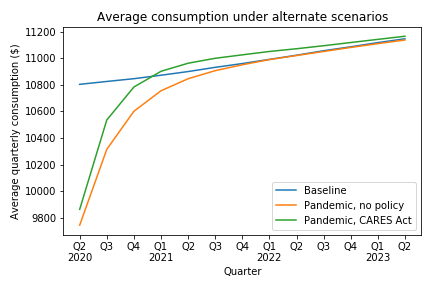 Average consumption under alternate scenarios
Average quarterly consumption ($)
11200
11000
10800
10600
10400
10200
10000
9800
Baseline
Pandemic, no policy
Pandemic, CARES Act
Q2 Q3 Q4 Q1 Q2 Q3 Q4 Q1 Q2 Q3 Q4 Q1 Q2
2020 2021 2022 2023
Quarter